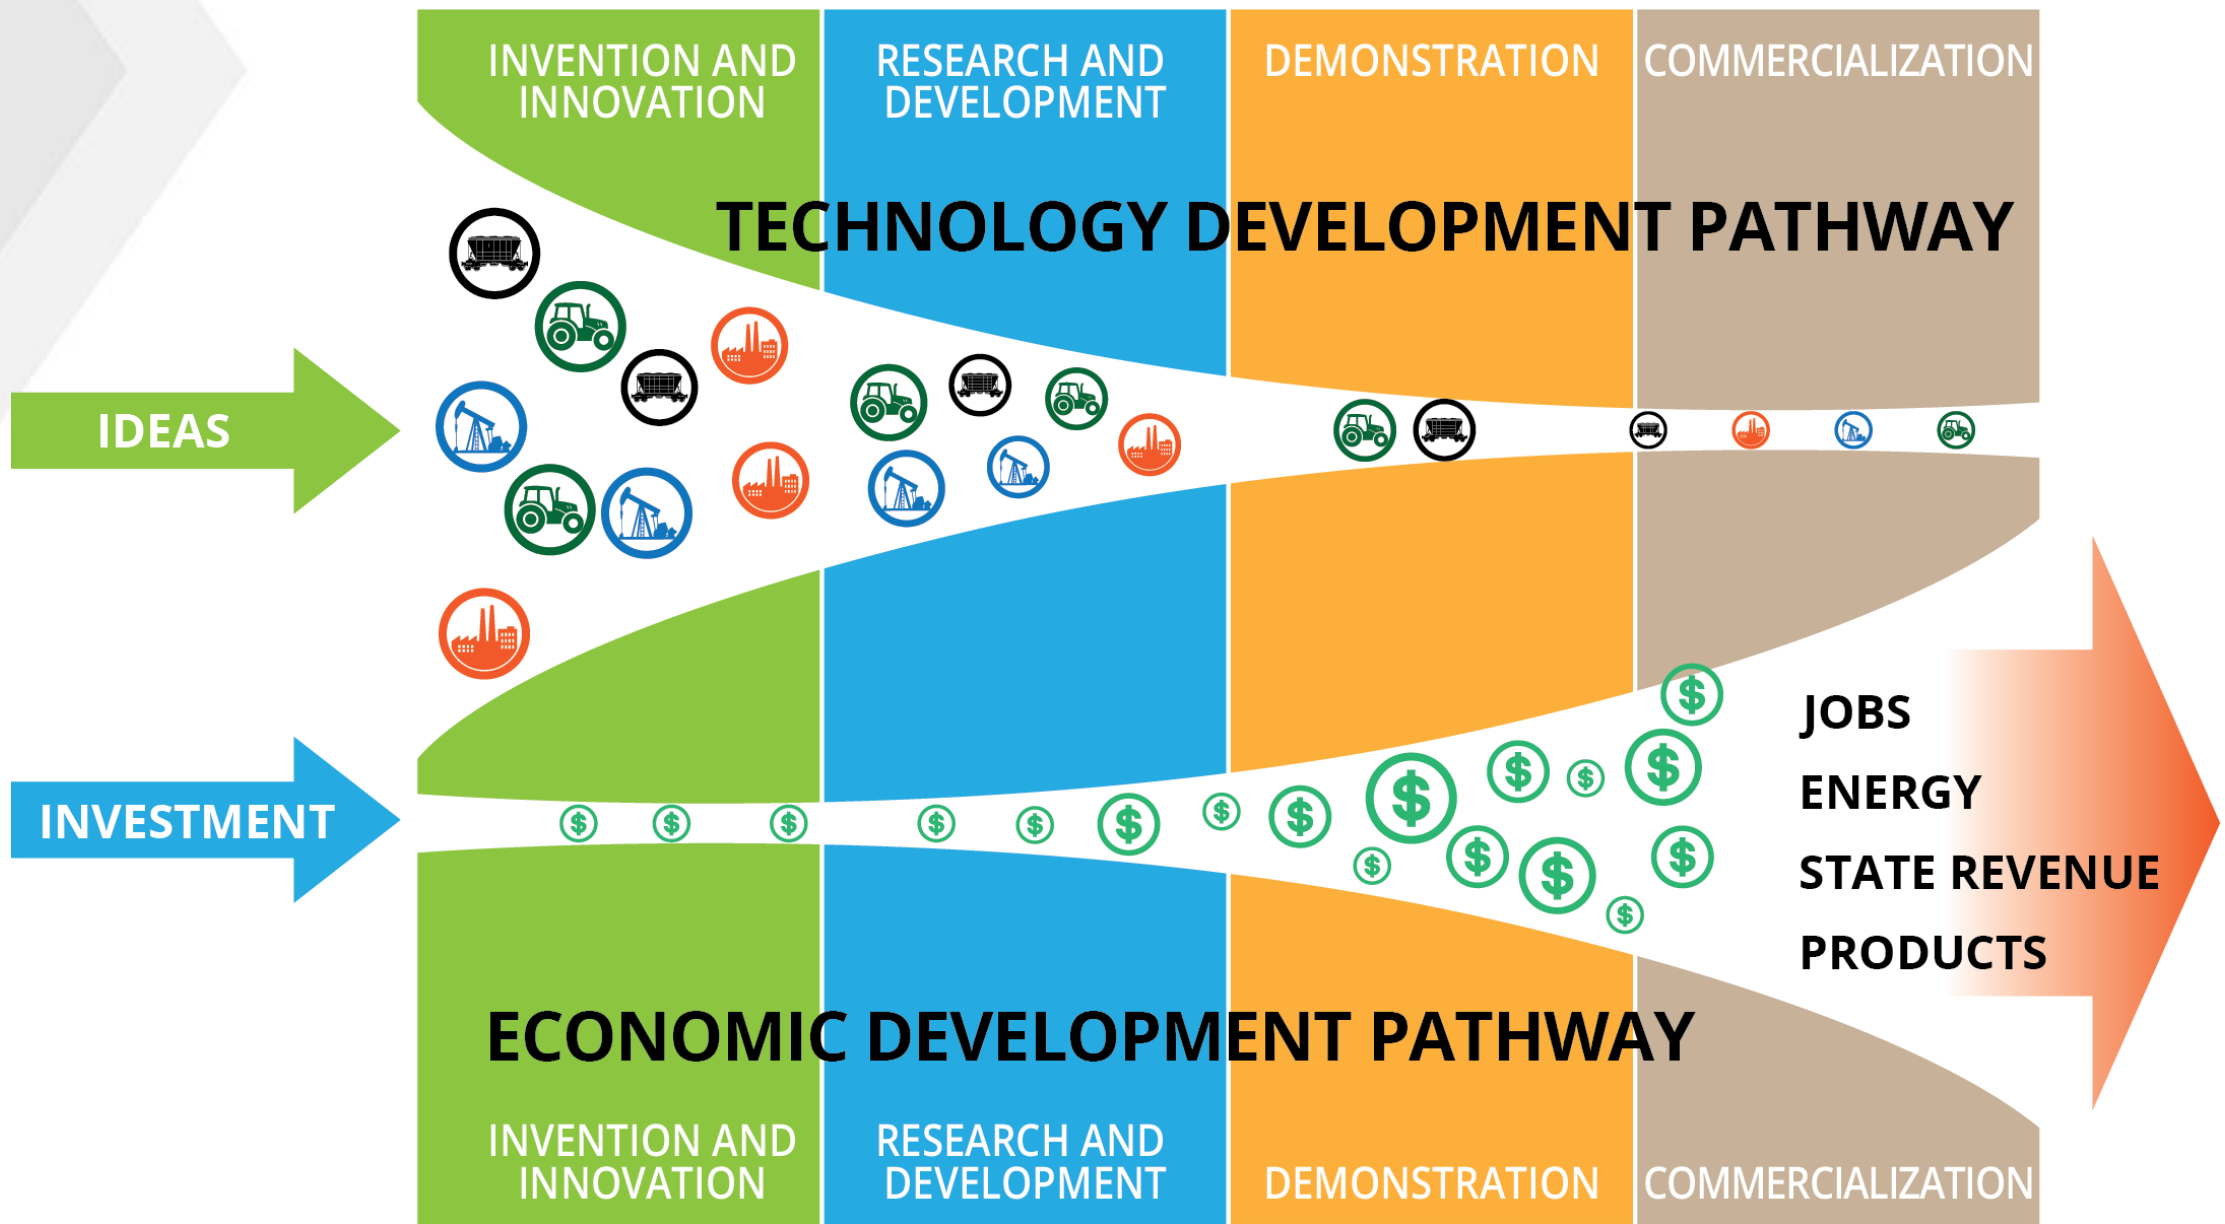 INVENTION AND
INNOVATION
RESEARCH AND
DEVELOPMENT
DEMONSTRATION
COMMERCIALIZATION
TECHNOLOGY DEVELOPMENT PATHWAY
IDEAS
INVESTMENT
$ $ $ $ $ $ $ $ $ $ $ $ $ $ $ $ $ $
JOBS
ENERGY
STATE REVENUE
PRODUCTS
ECONOMIC DEVELOPMENT PATHWAY
INVENTION AND
INNOVATION
RESEARCH AND
DEVELOPMENT
DEMONSTRATION
COMMERCIALIZATION